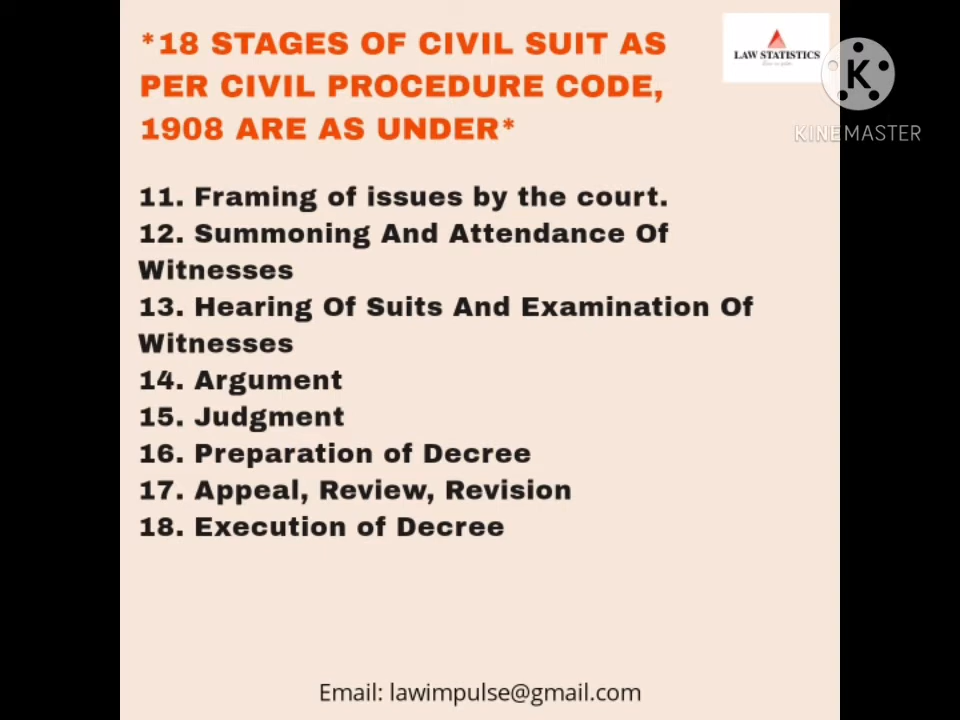 *18 STAGES OF CIVIL SUIT AS
PER CIVIL PROCEDURE CODE,
1908 ARE AS UNDER*
LAW STATISTICS
K
KINEMASTER
11. Framing of issues by the court.
12. Summoning And Attendance Of
Witnesses
13. Hearing Of Suits And Examination Of
Witnesses
14. Argument
15. Judgment
16. Preparation of Decree
17. Appeal, Review, Revision
18. Execution of Decree
Email: lawimpulse@gmail.com